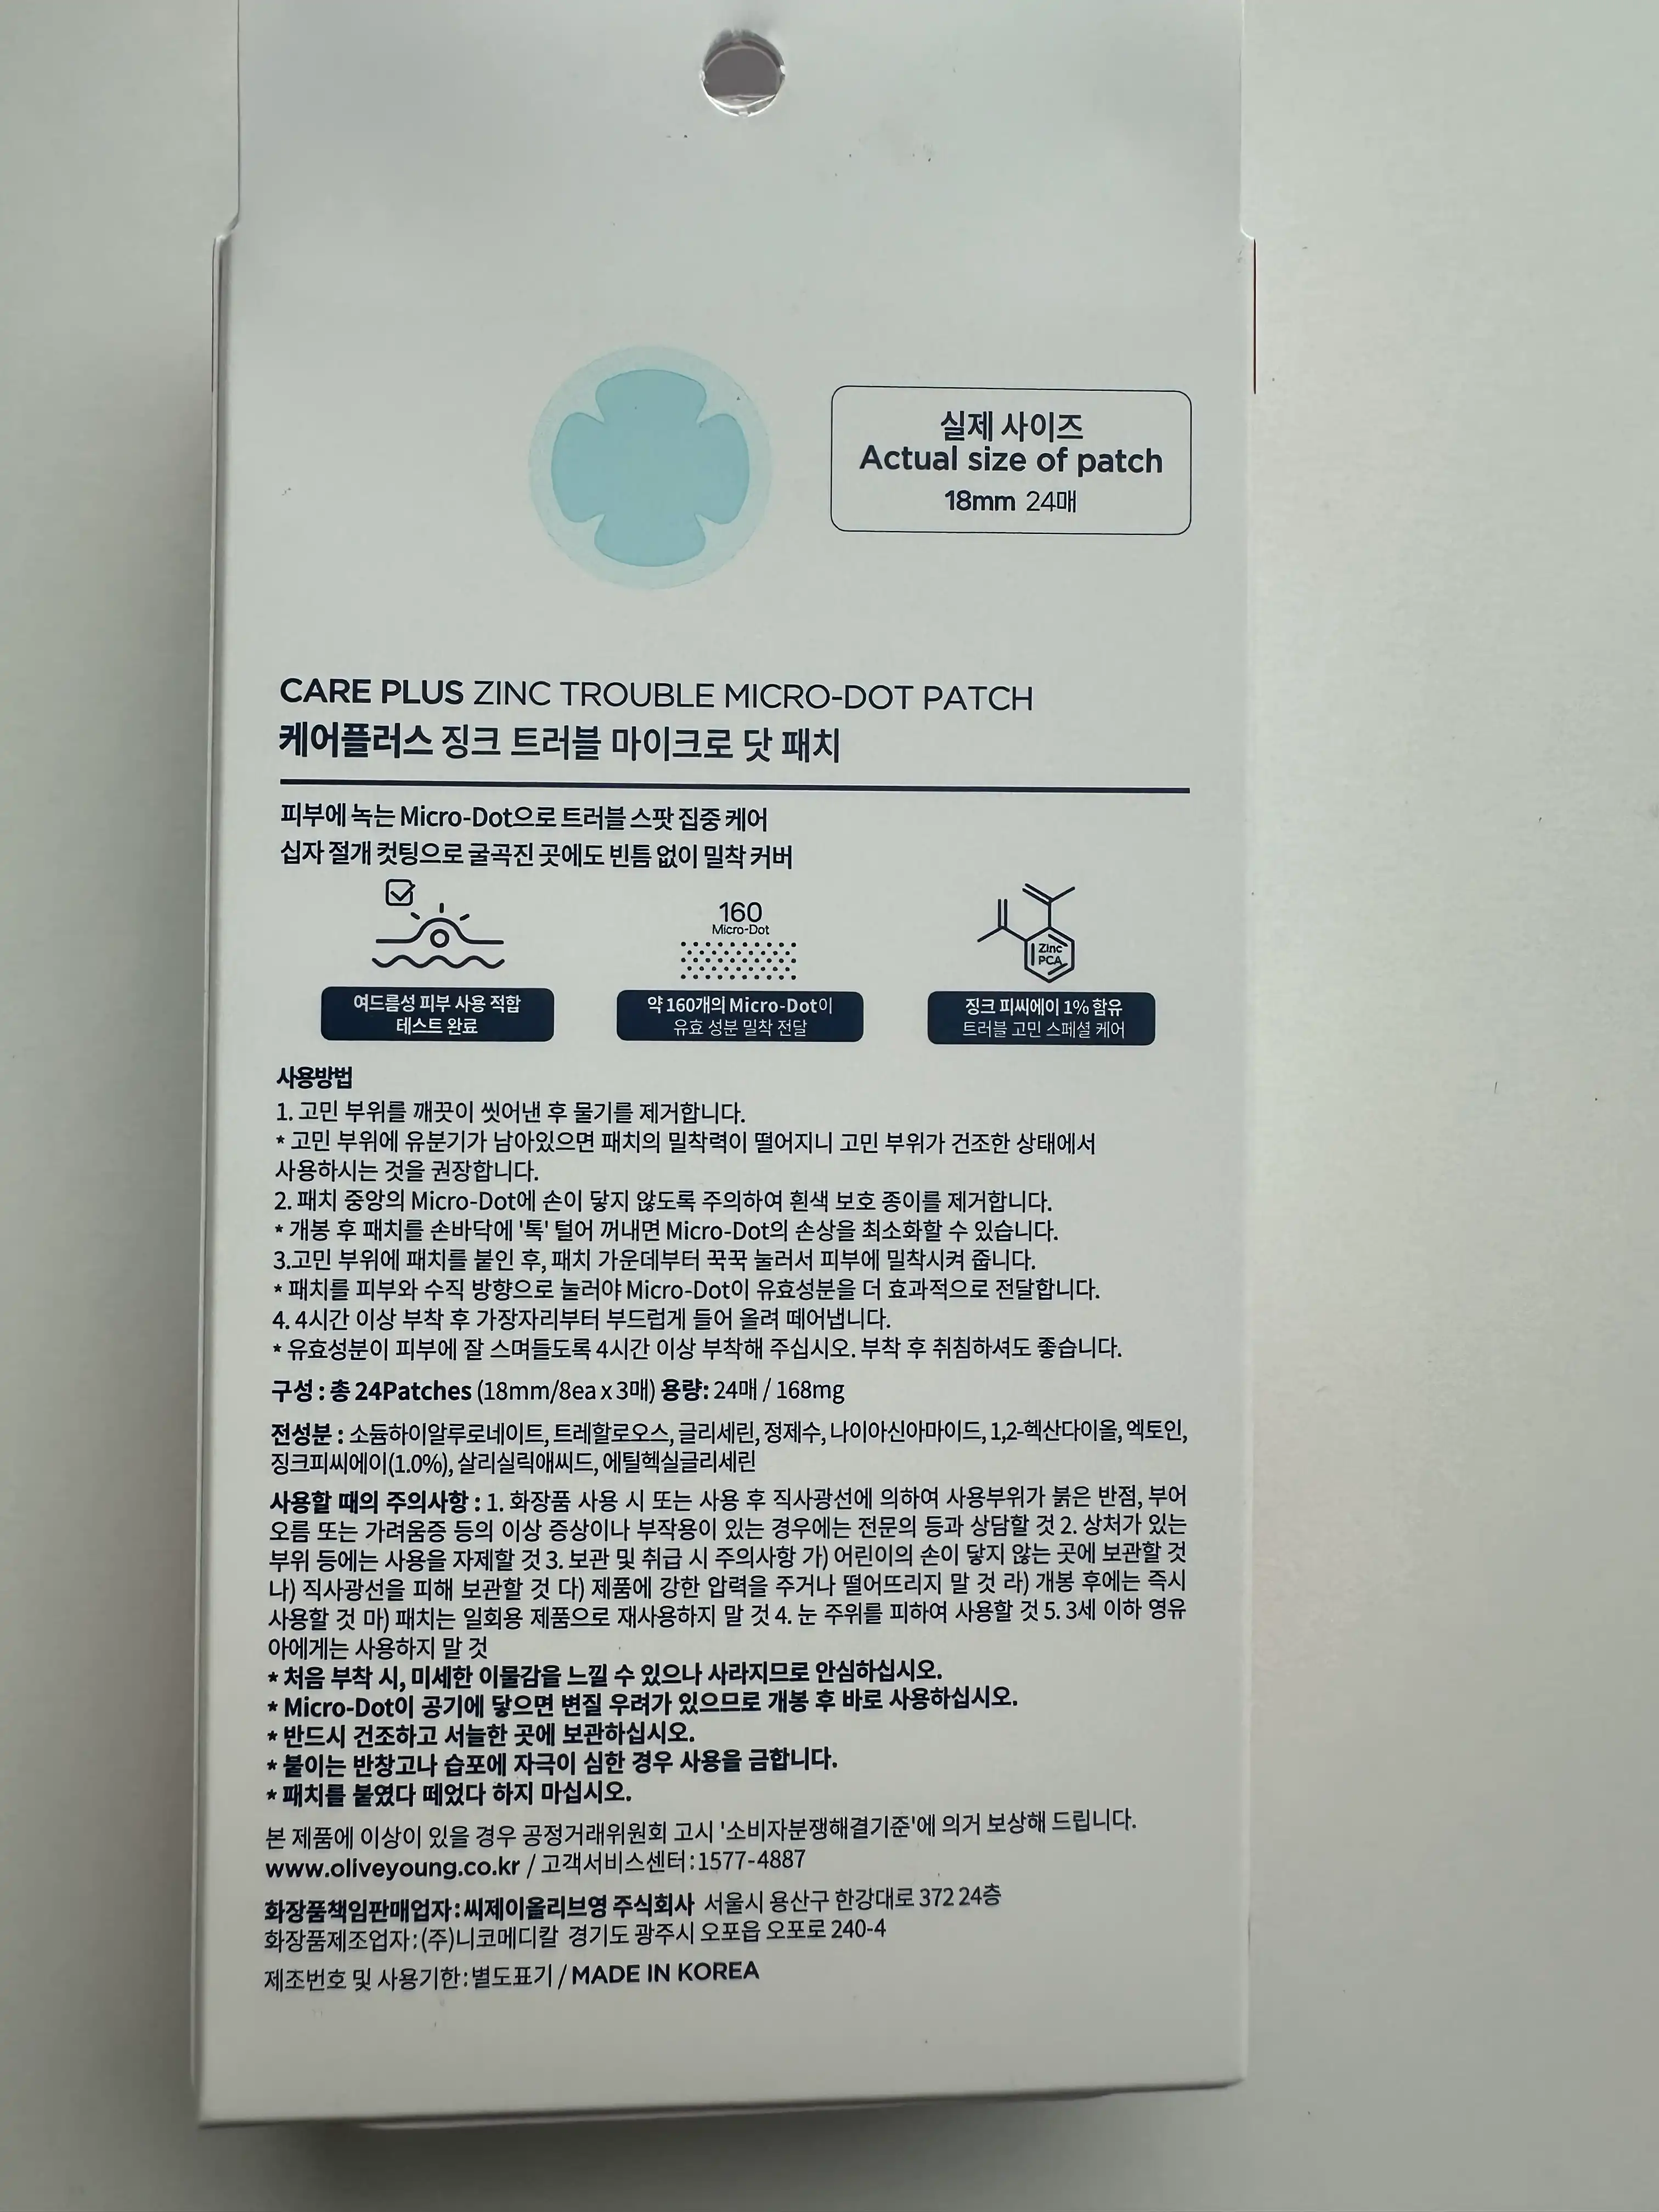 실제 사이즈
Actual size of patch
18mm 24매
CARE PLUS ZINC TROUBLE MICRO-DOT PATCH
케어플러스 징크 트러블 마이크로 닷 패치
피부에 녹는 Micro-Dot으로 트러블 스팟 집중 케어
십자 절개 컷팅으로 굴곡진 곳에도 빈틈 없이 밀착 커버
160
Micro-Dot
Zinc
PCA
여드름성 피부 사용 적합
테스트 완료
약 160개의 Micro-Dot이
유효 성분 밀착 전달
징크 피씨에이 1% 함유
트러블 고민 스페셜 케어
사용방법
1. 고민 부위를 깨끗이 씻어낸 후 물기를 제거합니다.
* 고민 부위에 유분기가 남아있으면 패치의 밀착력이 떨어지니 고민 부위가 건조한 상태에서
사용하시는 것을 권장합니다.
2. 패치 중앙의 Micro-Dot에 손이 닿지 않도록 주의하여 흰색 보호 종이를 제거합니다.
* 개봉 후 패치를 손바닥에 '톡' 털어 꺼내면 Micro-Dot의 손상을 최소화할 수 있습니다.
3.고민 부위에 패치를 붙인 후, 패치 가운데부터 꾹꾹 눌러서 피부에 밀착시켜 줍니다.
* 패치를 피부와 수직 방향으로 눌러야 Micro-Dot이 유효성분을 더 효과적으로 전달합니다.
4. 4시간 이상 부착 후 가장자리부터 부드럽게 들어 올려 떼어냅니다.
* 유효성분이 피부에 잘 스며들도록 4시간 이상 부착해 주십시오. 부착 후 취침하셔도 좋습니다.
구성 : 총 24Patches (18mm/8ea x 3매) 용량: 24매 / 168mg
전성분 : 소듐하이알루로네이트, 트레할로오스, 글리세린, 정제수, 나이아신아마이드, 1,2-헥산다이올, 엑토인,
징크피씨에이(1.0%), 살리실릭애씨드, 에틸헥실글리세린
사용할 때의 주의사항 : 1. 화장품 사용 시 또는 사용 후 직사광선에 의하여 사용부위가 붉은 반점, 부어
오름 또는 가려움증 등의 이상 증상이나 부작용이 있는 경우에는 전문의 등과 상담할 것 2. 상처가 있는
부위 등에는 사용을 자제할 것 3. 보관 및 취급 시 주의사항 가) 어린이의 손이 닿지 않는 곳에 보관할 것
나) 직사광선을 피해 보관할 것 다) 제품에 강한 압력을 주거나 떨어뜨리지 말 것 라) 개봉 후에는 즉시
사용할 것 마) 패치는 일회용 제품으로 재사용하지 말 것 4. 눈 주위를 피하여 사용할 것 5. 3세 이하 영유
아에게는 사용하지 말 것
* 처음 부착 시, 미세한 이물감을 느낄 수 있으나 사라지므로 안심하십시오.
* Micro-Dot이 공기에 닿으면 변질 우려가 있으므로 개봉 후 바로 사용하십시오.
* 반드시 건조하고 서늘한 곳에 보관하십시오.
* 붙이는 반창고나 습포에 자극이 심한 경우 사용을 금합니다.
* 패치를 붙였다 떼었다 하지 마십시오.
본 제품에 이상이 있을 경우 공정거래위원회 고시 '소비자분쟁해결기준'에 의거 보상해 드립니다.
www.oliveyoung.co.kr / 고객서비스센터:1577-4887
화장품책임판매업자:씨제이올리브영 주식회사 서울시 용산구 한강대로 372 24층
화장품제조업자:(주)니코메디칼 경기도 광주시 오포읍 오포로 240-4
제조번호 및 사용기한:별도표기 / MADE IN KOREA